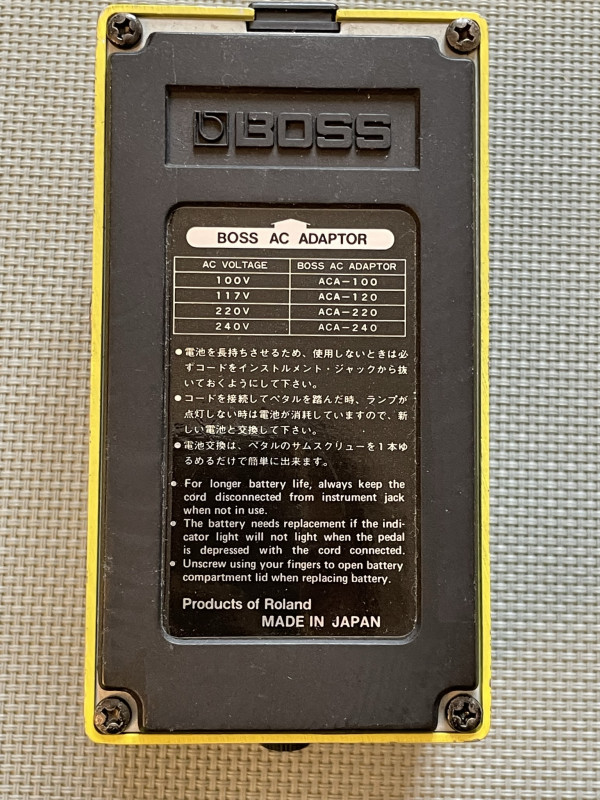 BOSS
BOSS AC ADAPTOR
AC VOLTAGE BOSS AC ADAPTOR
100V ACA-100
117V ACA-120
220V ACA-220
240V ACA-240
●電池を長持ちさせるため、使用しないときは必
ずコードをインストルメント・ジャックから抜
いておくようにして下さい。
●コードを接続してペタルを踏んだ時、ランプが
点灯しない時は電池が消耗していますので、新
しい電池と交換して下さい。
●電池交換は、ペタルのサムスクリューを1本ゆ
るめるだけで簡単に出来ます。
● For longer battery life, always keep the
cord disconnected from instrument jack
when not in use.
● The battery needs replacement if the indi-
cator light will not light when the pedal
is depressed with the cord connected.
● Unscrew using your fingers to open battery
compartment lid when replacing battery.
Products of Roland
MADE IN JAPAN